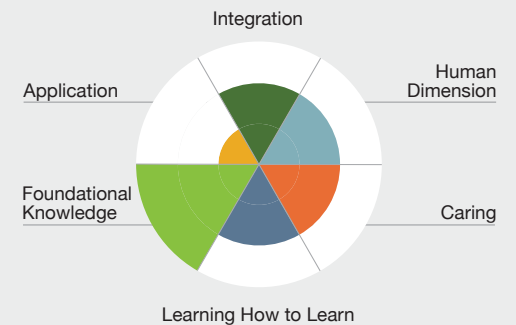 Integration
Application
Human
Dimension
Foundational
Knowledge
Caring
Learning How to Learn